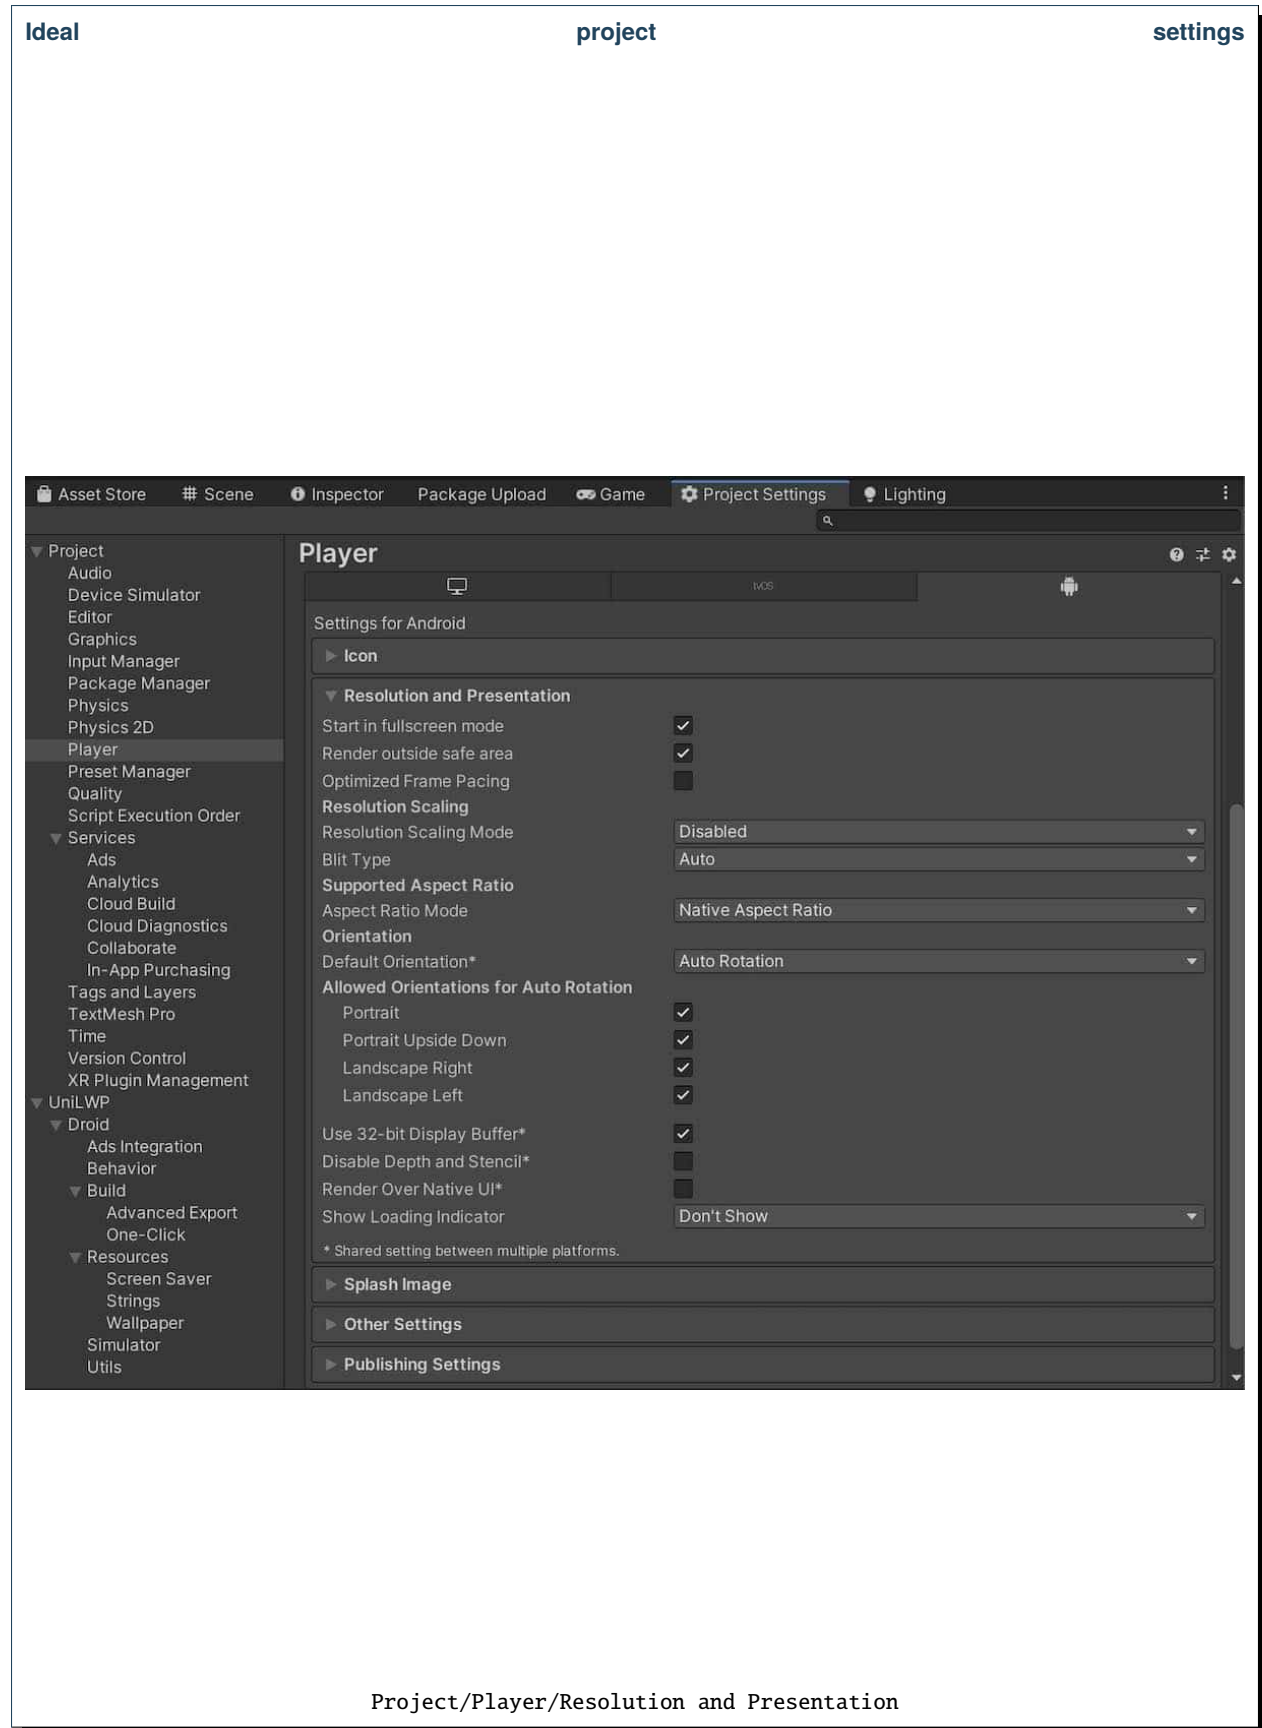 Ideal project settings
Asset Store Scene Inspector Package Upload Game Project Settings Lighting
Project
Audio
Device Simulator
Editor
Graphics
Input Manager
Package Manager
Physics
Physics 2D
Player
Preset Manager
Quality
Script Execution Order
Services
Ads
Analytics
Cloud Build
Cloud Diagnostics
Collaborate
In-App Purchasing
Tags and Layers
TextMesh Pro
Time
Version Control
XR Plugin Management
UniLWP
Droid
Ads Integration
Behavior
Build
Advanced Export
One-Click
Resources
Screen Saver
Strings
Wallpaper
Simulator
Utils
Player
tvOS
Settings for Android
Icon
Resolution and Presentation
Start in fullscreen mode
Render outside safe area
Optimized Frame Pacing
Resolution Scaling
Resolution Scaling Mode Disabled
Blit Type Auto
Supported Aspect Ratio
Aspect Ratio Mode Native Aspect Ratio
Orientation
Default Orientation* Auto Rotation
Allowed Orientations for Auto Rotation
Portrait
Portrait Upside Down
Landscape Right
Landscape Left
Use 32-bit Display Buffer*
Disable Depth and Stencil*
Render Over Native UI*
Show Loading Indicator Don't Show
* Shared setting between multiple platforms.
Splash Image
Other Settings
Publishing Settings
Project/Player/Resolution and Presentation